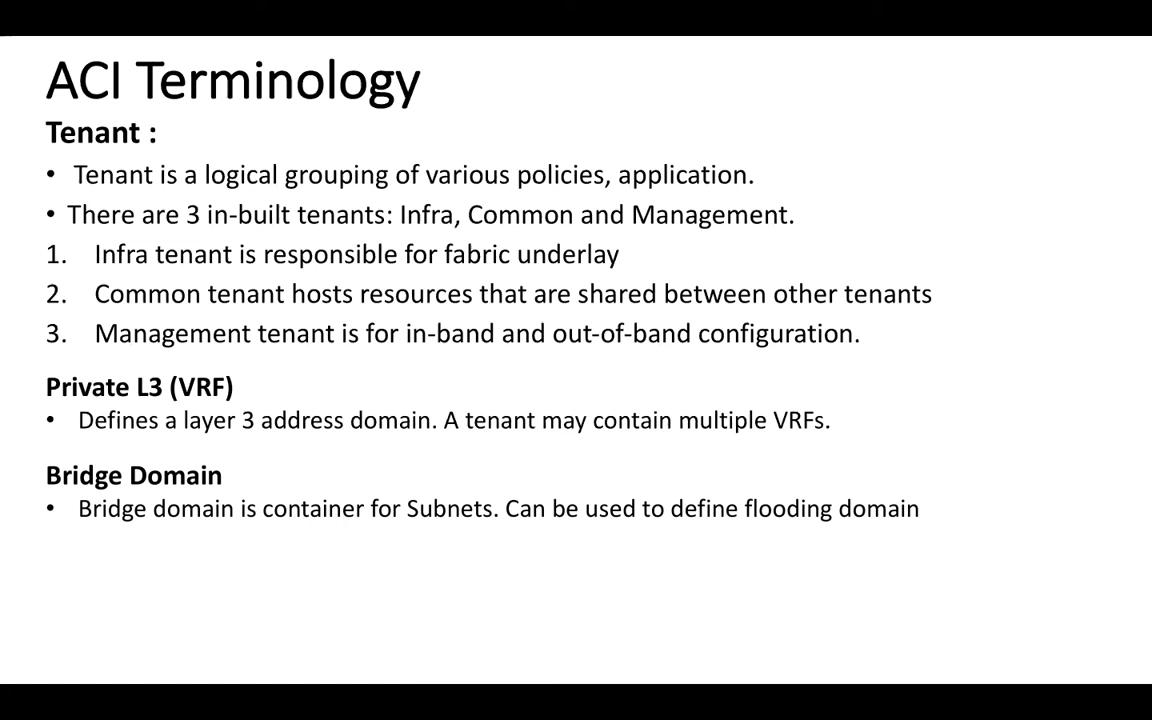 ACI Terminology
Tenant :
• Tenant is a logical grouping of various policies, application.
• There are 3 in-built tenants: Infra, Common and Management.
1. Infra tenant is responsible for fabric underlay
2. Common tenant hosts resources that are shared between other tenants
3. Management tenant is for in-band and out-of-band configuration.
Private L3 (VRF)
• Defines a layer 3 address domain. A tenant may contain multiple VRFs.
Bridge Domain
• Bridge domain is container for Subnets. Can be used to define flooding domain